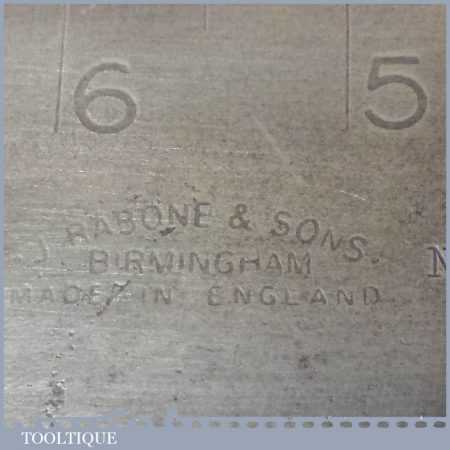 6 5
J. RABONE & SONS.
BIRMINGHAM N
MADE IN ENGLAND
TOOLTIQUE